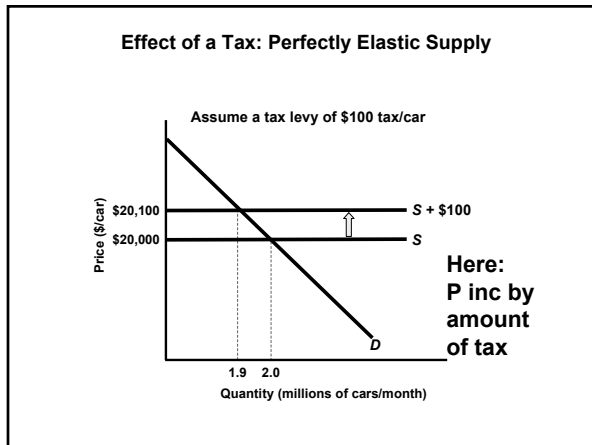 Effect of a Tax: Perfectly Elastic Supply
Assume a tax levy of $100 tax/car
Price ($/car)
$20,100
S + $100
$20,000
S
Here:
P inc by
amount
of tax
D
1.9 2.0
Quantity (millions of cars/month)